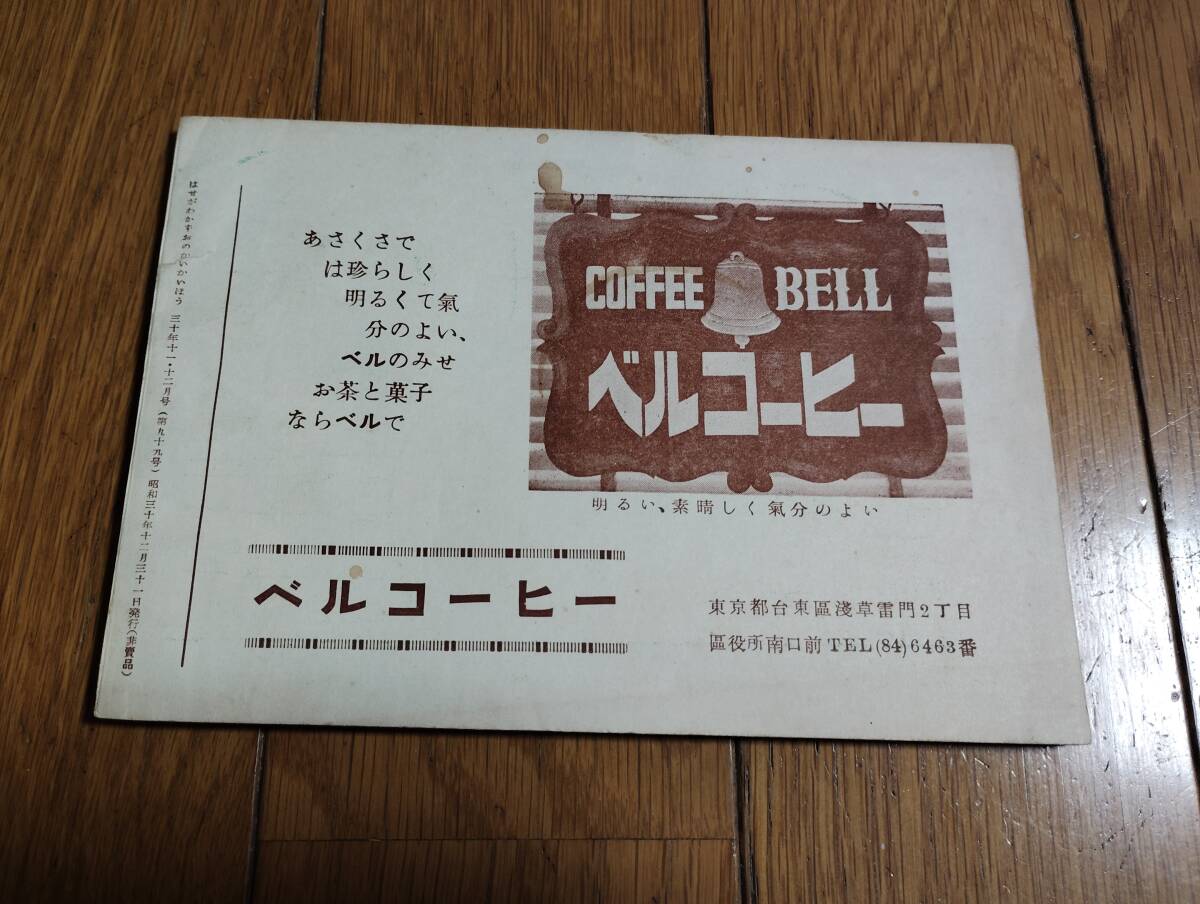 はせがわかずおのかいかいほう 三十年十一・十二月号(第九十九号)昭和三十年十二月三十一日発行(非賣品)
あさくさで
は珍らしく
明るくて氣
分のよい、
ベルのみせ
お茶と菓子
ならベルで
COFFEE BELL
ベルコーヒー
明るい、素晴しく氣分のよい
ベルコーヒー
東京都台東區淺草雷門2丁目
區役所南口前 TEL (84) 6463番